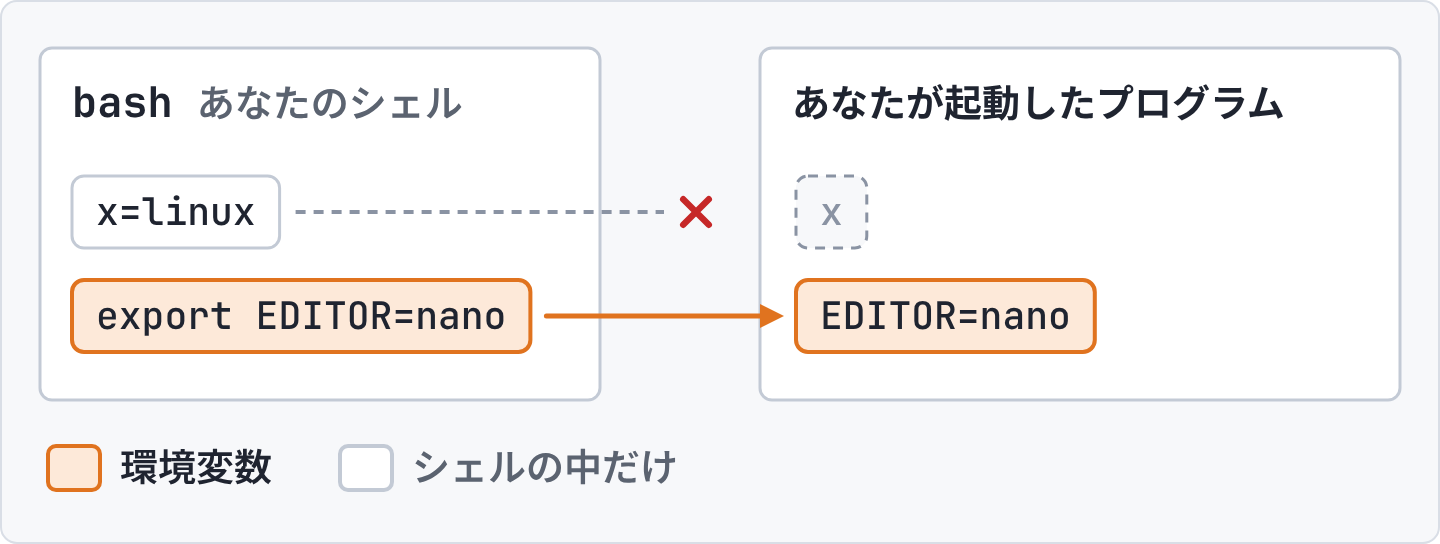 bash あなたのシェル
あなたが起動したプログラム
x=linux
x
export EDITOR=nano
EDITOR=nano
環境変数
シェルの中だけ